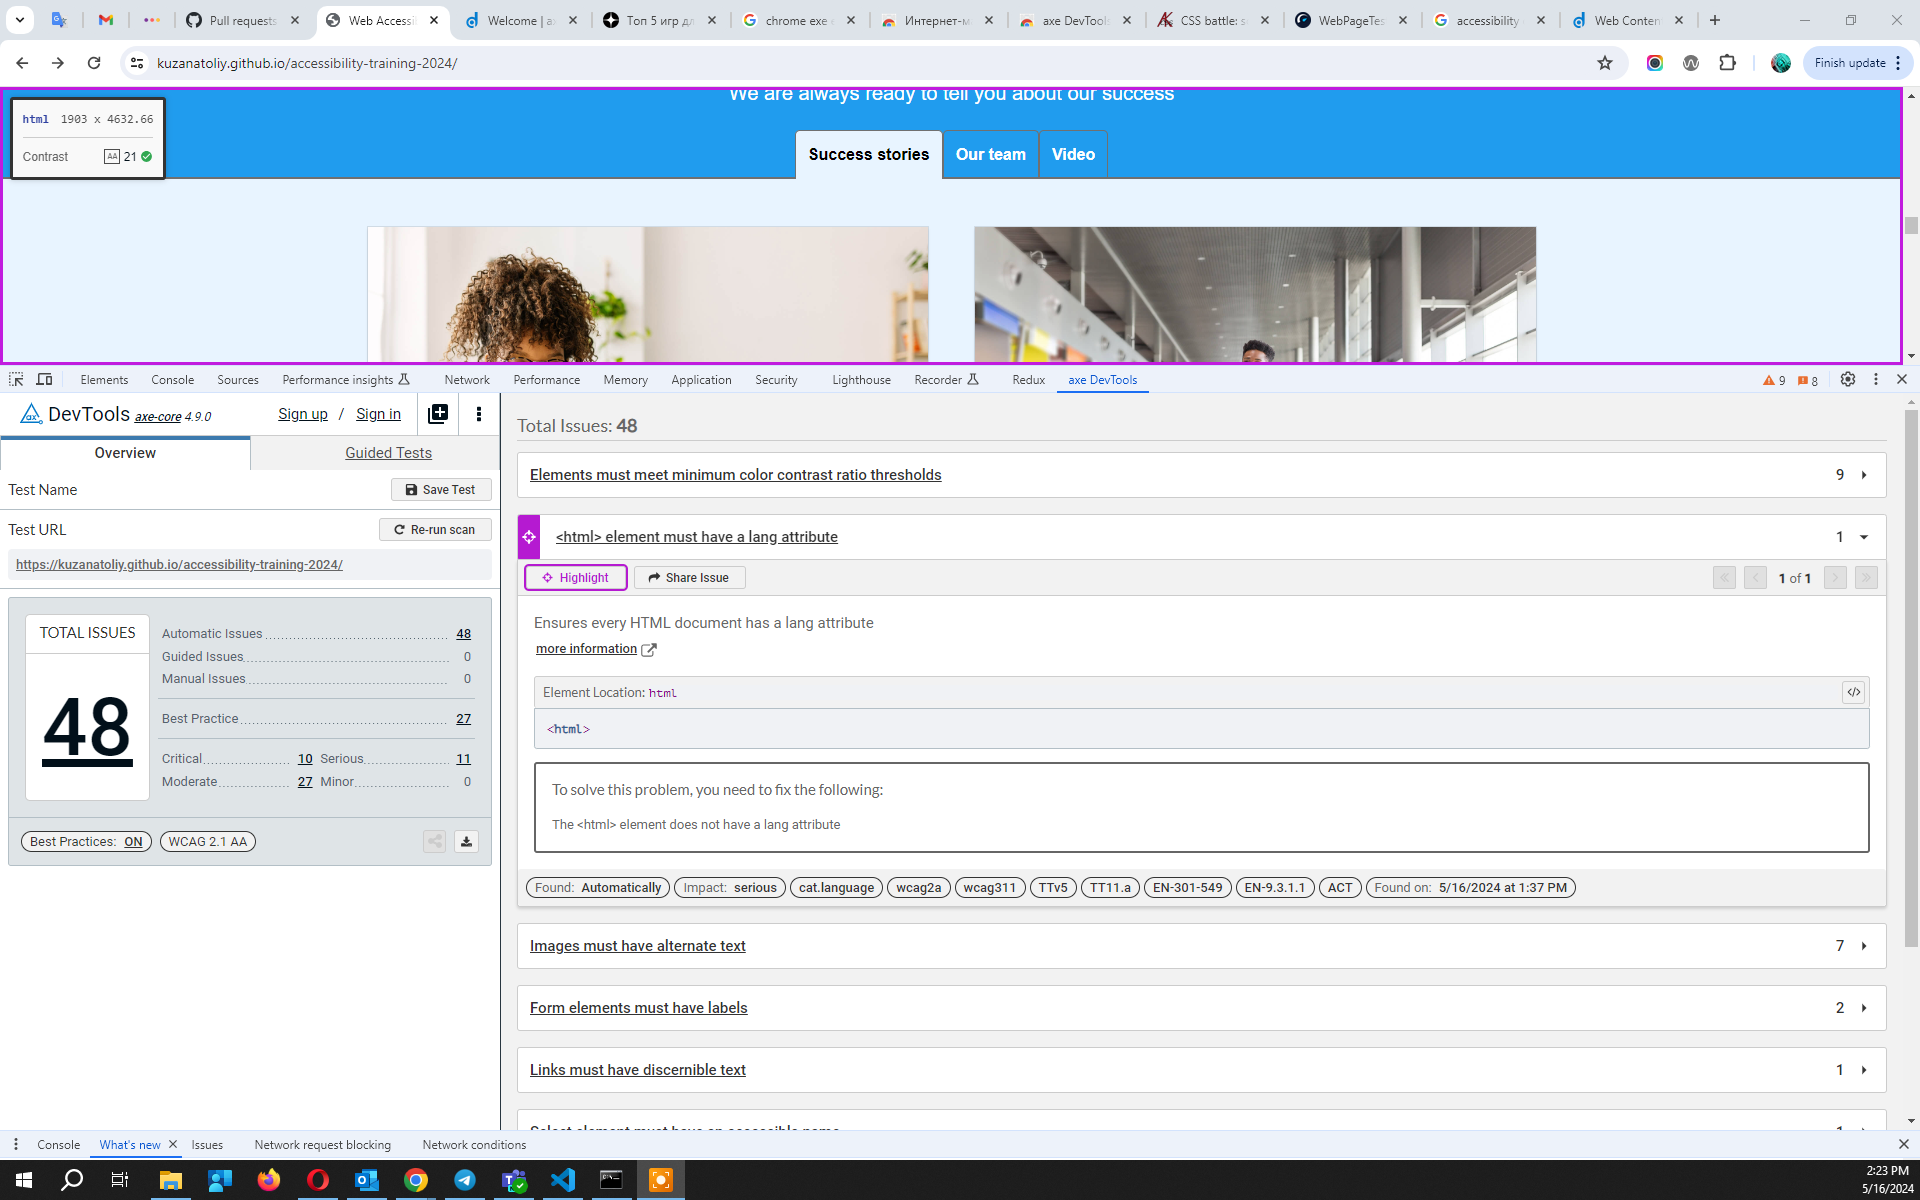 Pull requests
Web Accessi
Welcome | a
Топ 5 игр д
chrome exe
Интернет-м
axe DevTools
CSS battle: s
WebPageTes
accessibility
Web Conten
kuzanatoliy.github.io/accessibility-training-2024/
Finish update
We are always ready to tell you about our success
html 1903 x 4632.66
Contrast AA 21
Success stories Our team Video
Elements Console Sources Performance insights Network Performance Memory Application Security Lighthouse Recorder Redux axe DevTools 9 8
DevTools axe-core 4.9.0 Sign up / Sign in
Overview Guided Tests
Test Name Save Test
Test URL Re-run scan
https://kuzanatoliy.github.io/accessibility-training-2024/
TOTAL ISSUES
48
Automatic Issues 48
Guided Issues 0
Manual Issues 0
Best Practice 27
Critical 10 Serious 11
Moderate 27 Minor 0
Best Practices: ON WCAG 2.1 AA
Total Issues: 48
Elements must meet minimum color contrast ratio thresholds 9
<html> element must have a lang attribute 1
Highlight Share Issue 1 of 1
Ensures every HTML document has a lang attribute
more information
Element Location: html </>
<html>
To solve this problem, you need to fix the following:
The <html> element does not have a lang attribute
Found: Automatically Impact: serious cat.language wcag2a wcag311 TTv5 TT11.a EN-301-549 EN-9.3.1.1 ACT Found on: 5/16/2024 at 1:37 PM
Images must have alternate text 7
Form elements must have labels 2
Links must have discernible text 1
Select element must have an accessible name 1
Console What's new Issues Network request blocking Network conditions
2:23 PM
5/16/2024